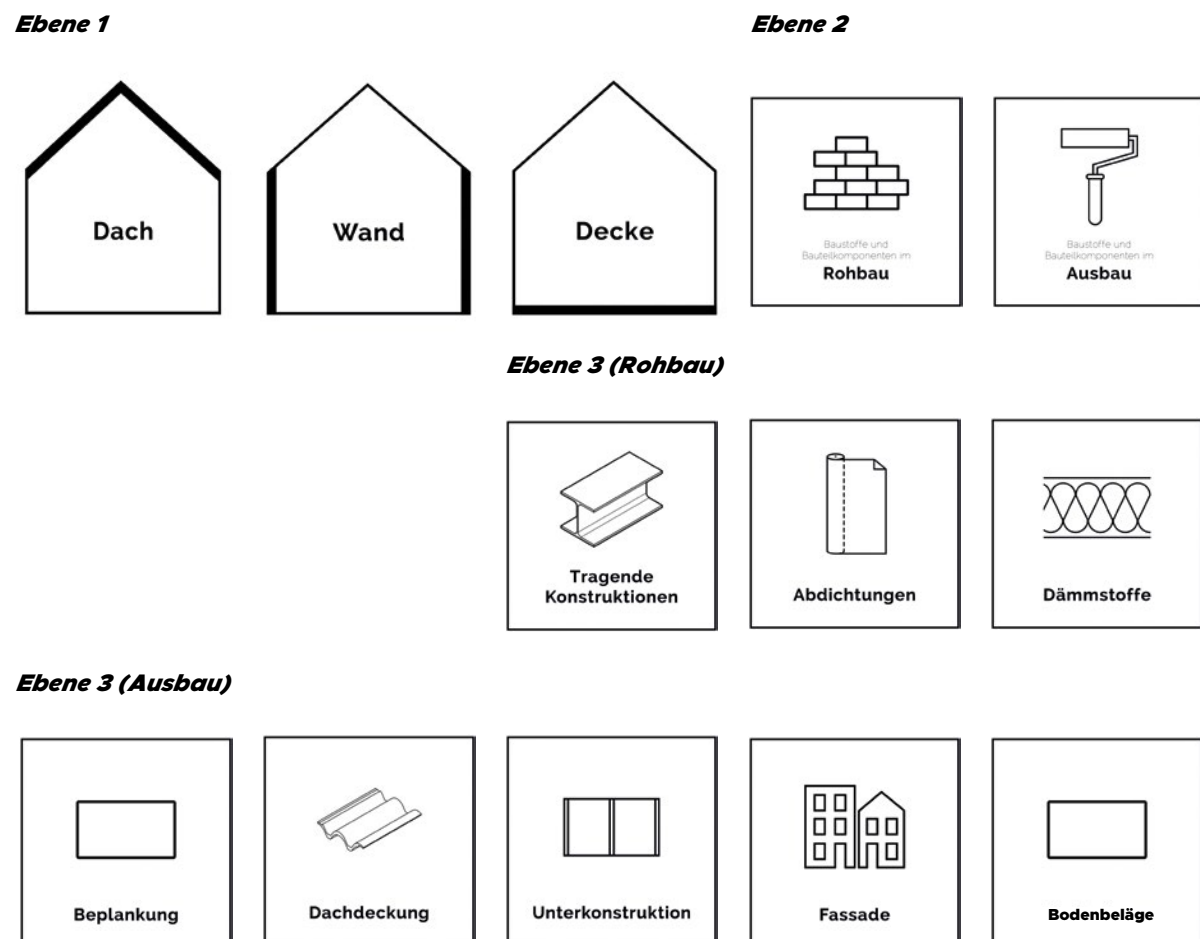 Ebene 1
Ebene 2
Dach
Wand
Decke
Baustoffe und
Bauteilkomponenten im
Rohbau
Baustoffe und
Bauteilkomponenten im
Ausbau
Ebene 3 (Rohbau)
Tragende
Konstruktionen
Abdichtungen
Dämmstoffe
Ebene 3 (Ausbau)
Beplankung
Dachdeckung
Unterkonstruktion
Fassade
Bodenbeläge